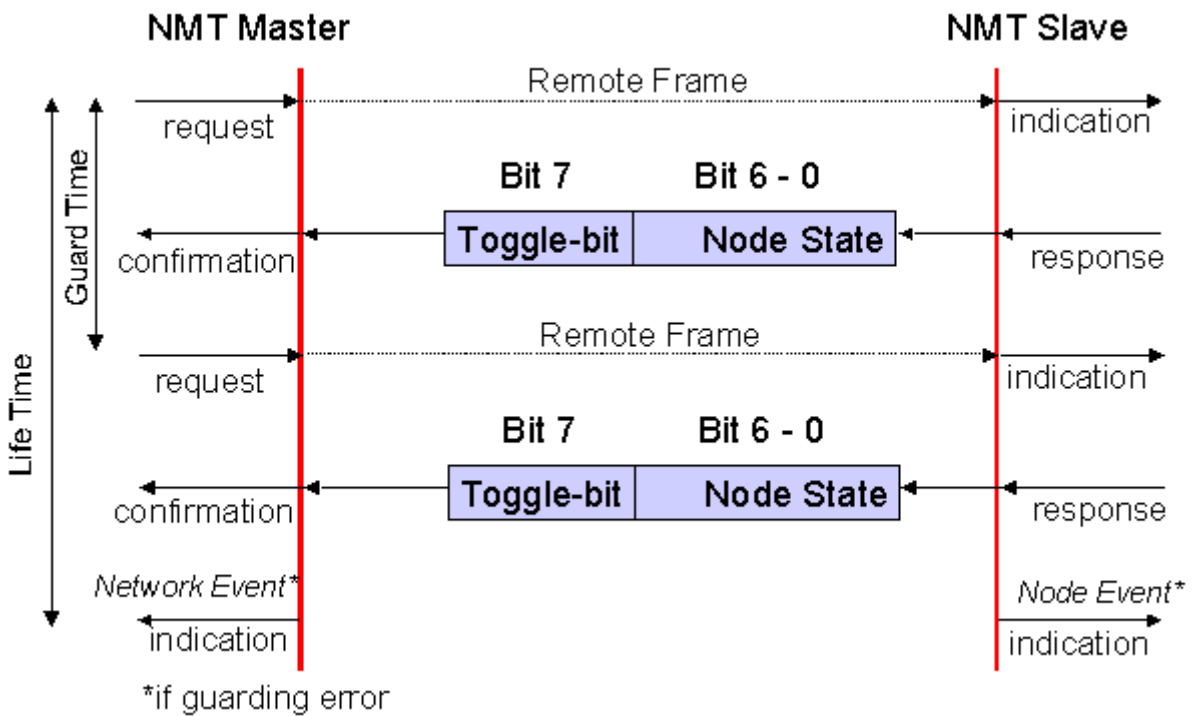 NMT Master NMT Slave
Remote Frame
request indication
Bit 7 Bit 6 - 0
Guard Time
Toggle-bit Node State
confirmation response
Remote Frame
request indication
Life Time
Bit 7 Bit 6 - 0
Toggle-bit Node State
confirmation response
Network Event* Node Event*
indication indication
*if guarding error